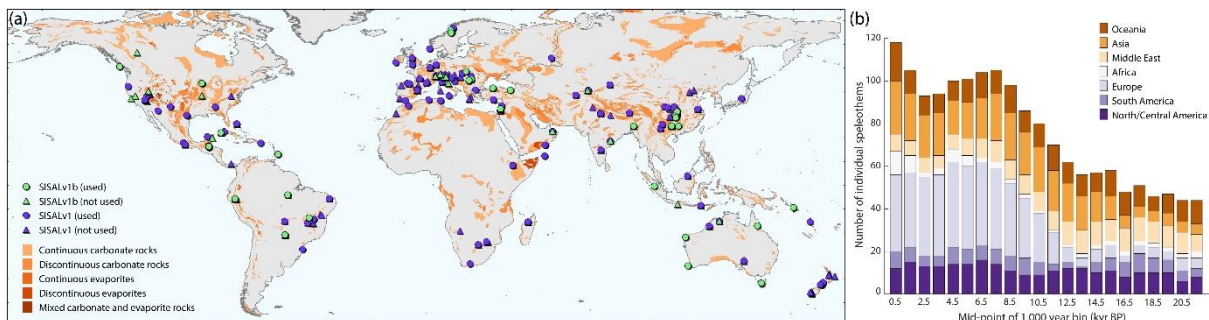 (a)
SISALv1b (used)
SISALv1b (not used)
SISALv1 (used)
SISALv1 (not used)
Continuous carbonate rocks
Discontinuous carbonate rocks
Continuous evaporites
Discontinuous evaporites
Mixed carbonate and evaporite rocks
(b)
Number of individual speleothems
120
100
80
60
40
20
0
Oceania
Asia
Middle East
Africa
Europe
South America
North/Central America
0.5 2.5 4.5 6.5 8.5 10.5 12.5 14.5 16.5 18.5 20.5
Mid-point of 1,000 year bin (kyr BP)